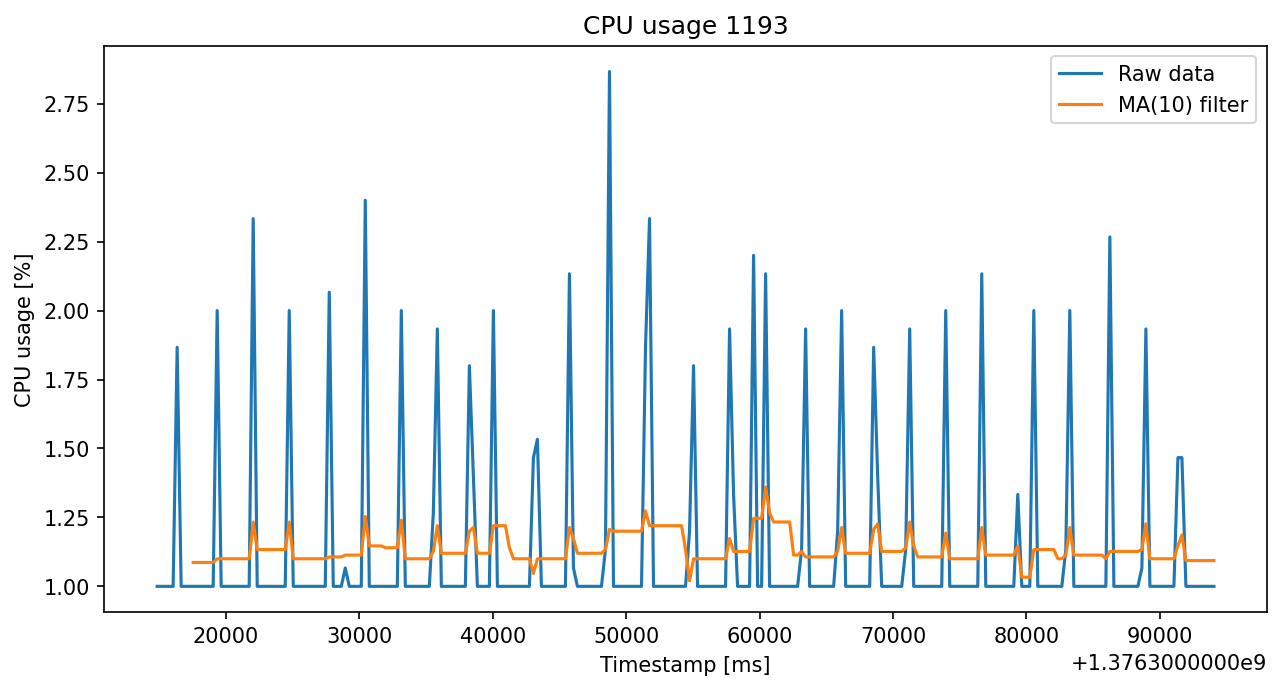 CPU usage 1193
Raw data
MA(10) filter
2.75
2.50
2.25
2.00
1.75
1.50
1.25
1.00
CPU usage [%]
20000 30000 40000 50000 60000 70000 80000 90000
Timestamp [ms]
+1.3763000000e9